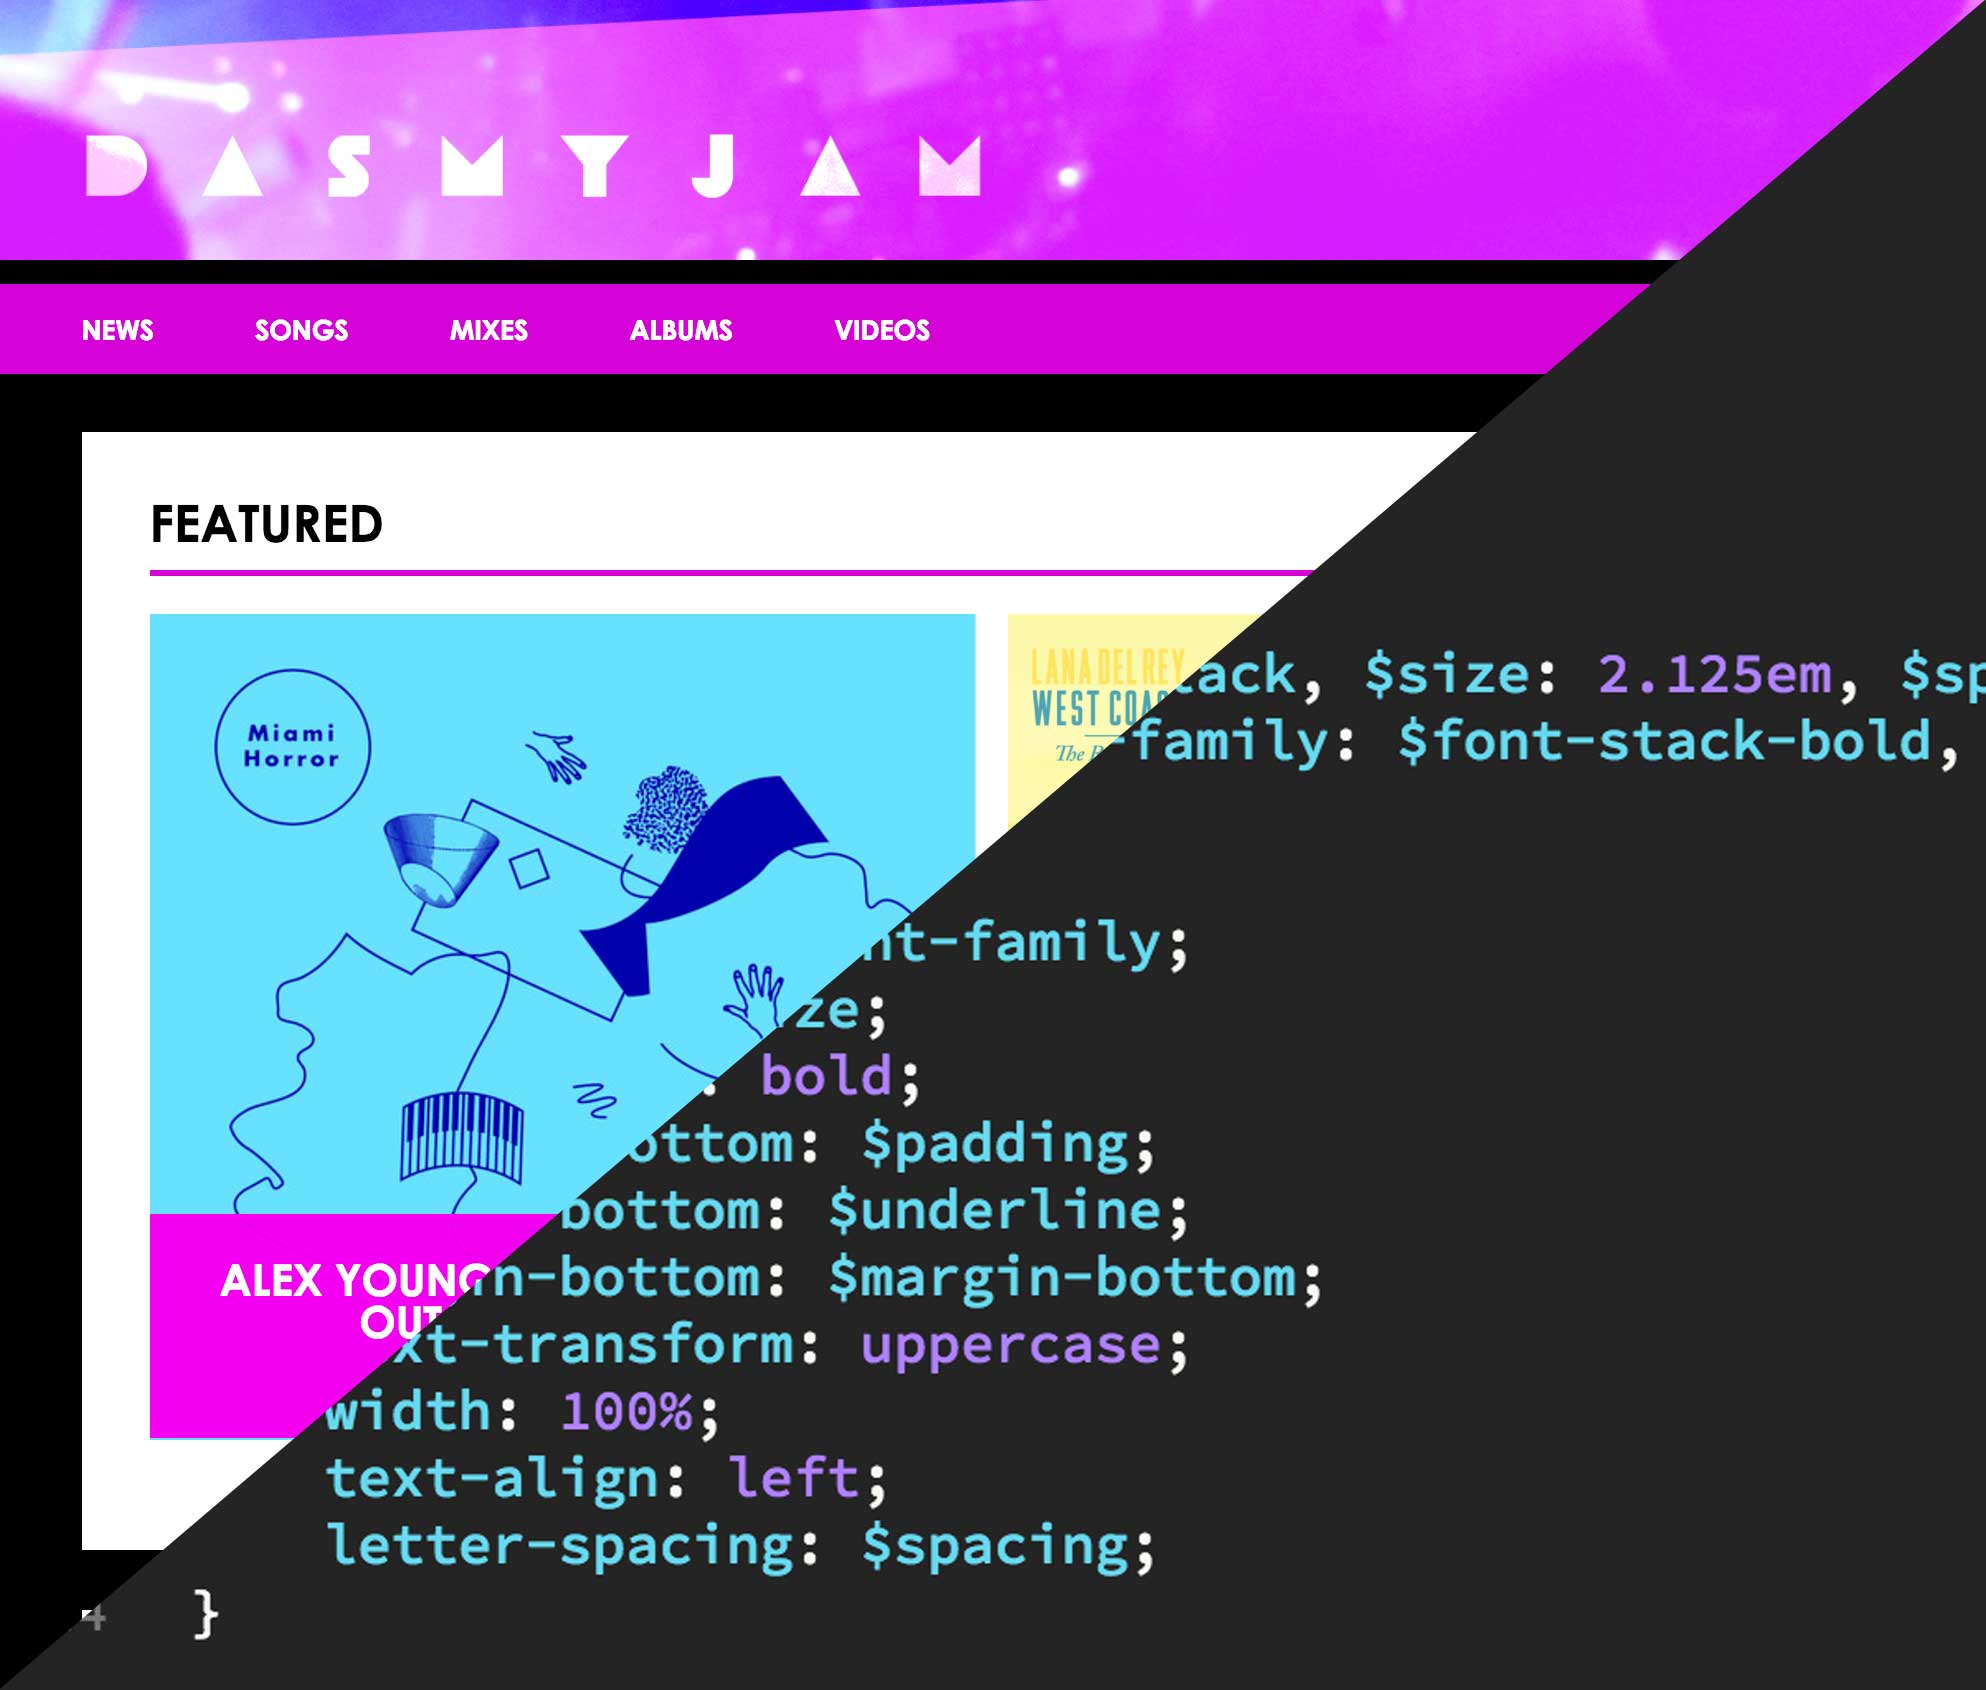 DASMYJAM
NEWS SONGS MIXES ALBUMS VIDEOS
FEATURED
Miami
Horror
LANA DEL REY
WEST COA
The
ack, $size: 2.125em, $sp
-family: $font-stack-bold,
nt-family;
ze;
: bold;
ottom: $padding;
bottom: $underline;
n-bottom: $margin-bottom;
xt-transform: uppercase;
width: 100%;
text-align: left;
letter-spacing: $spacing;
}
ALEX YOUNG
OUT
4